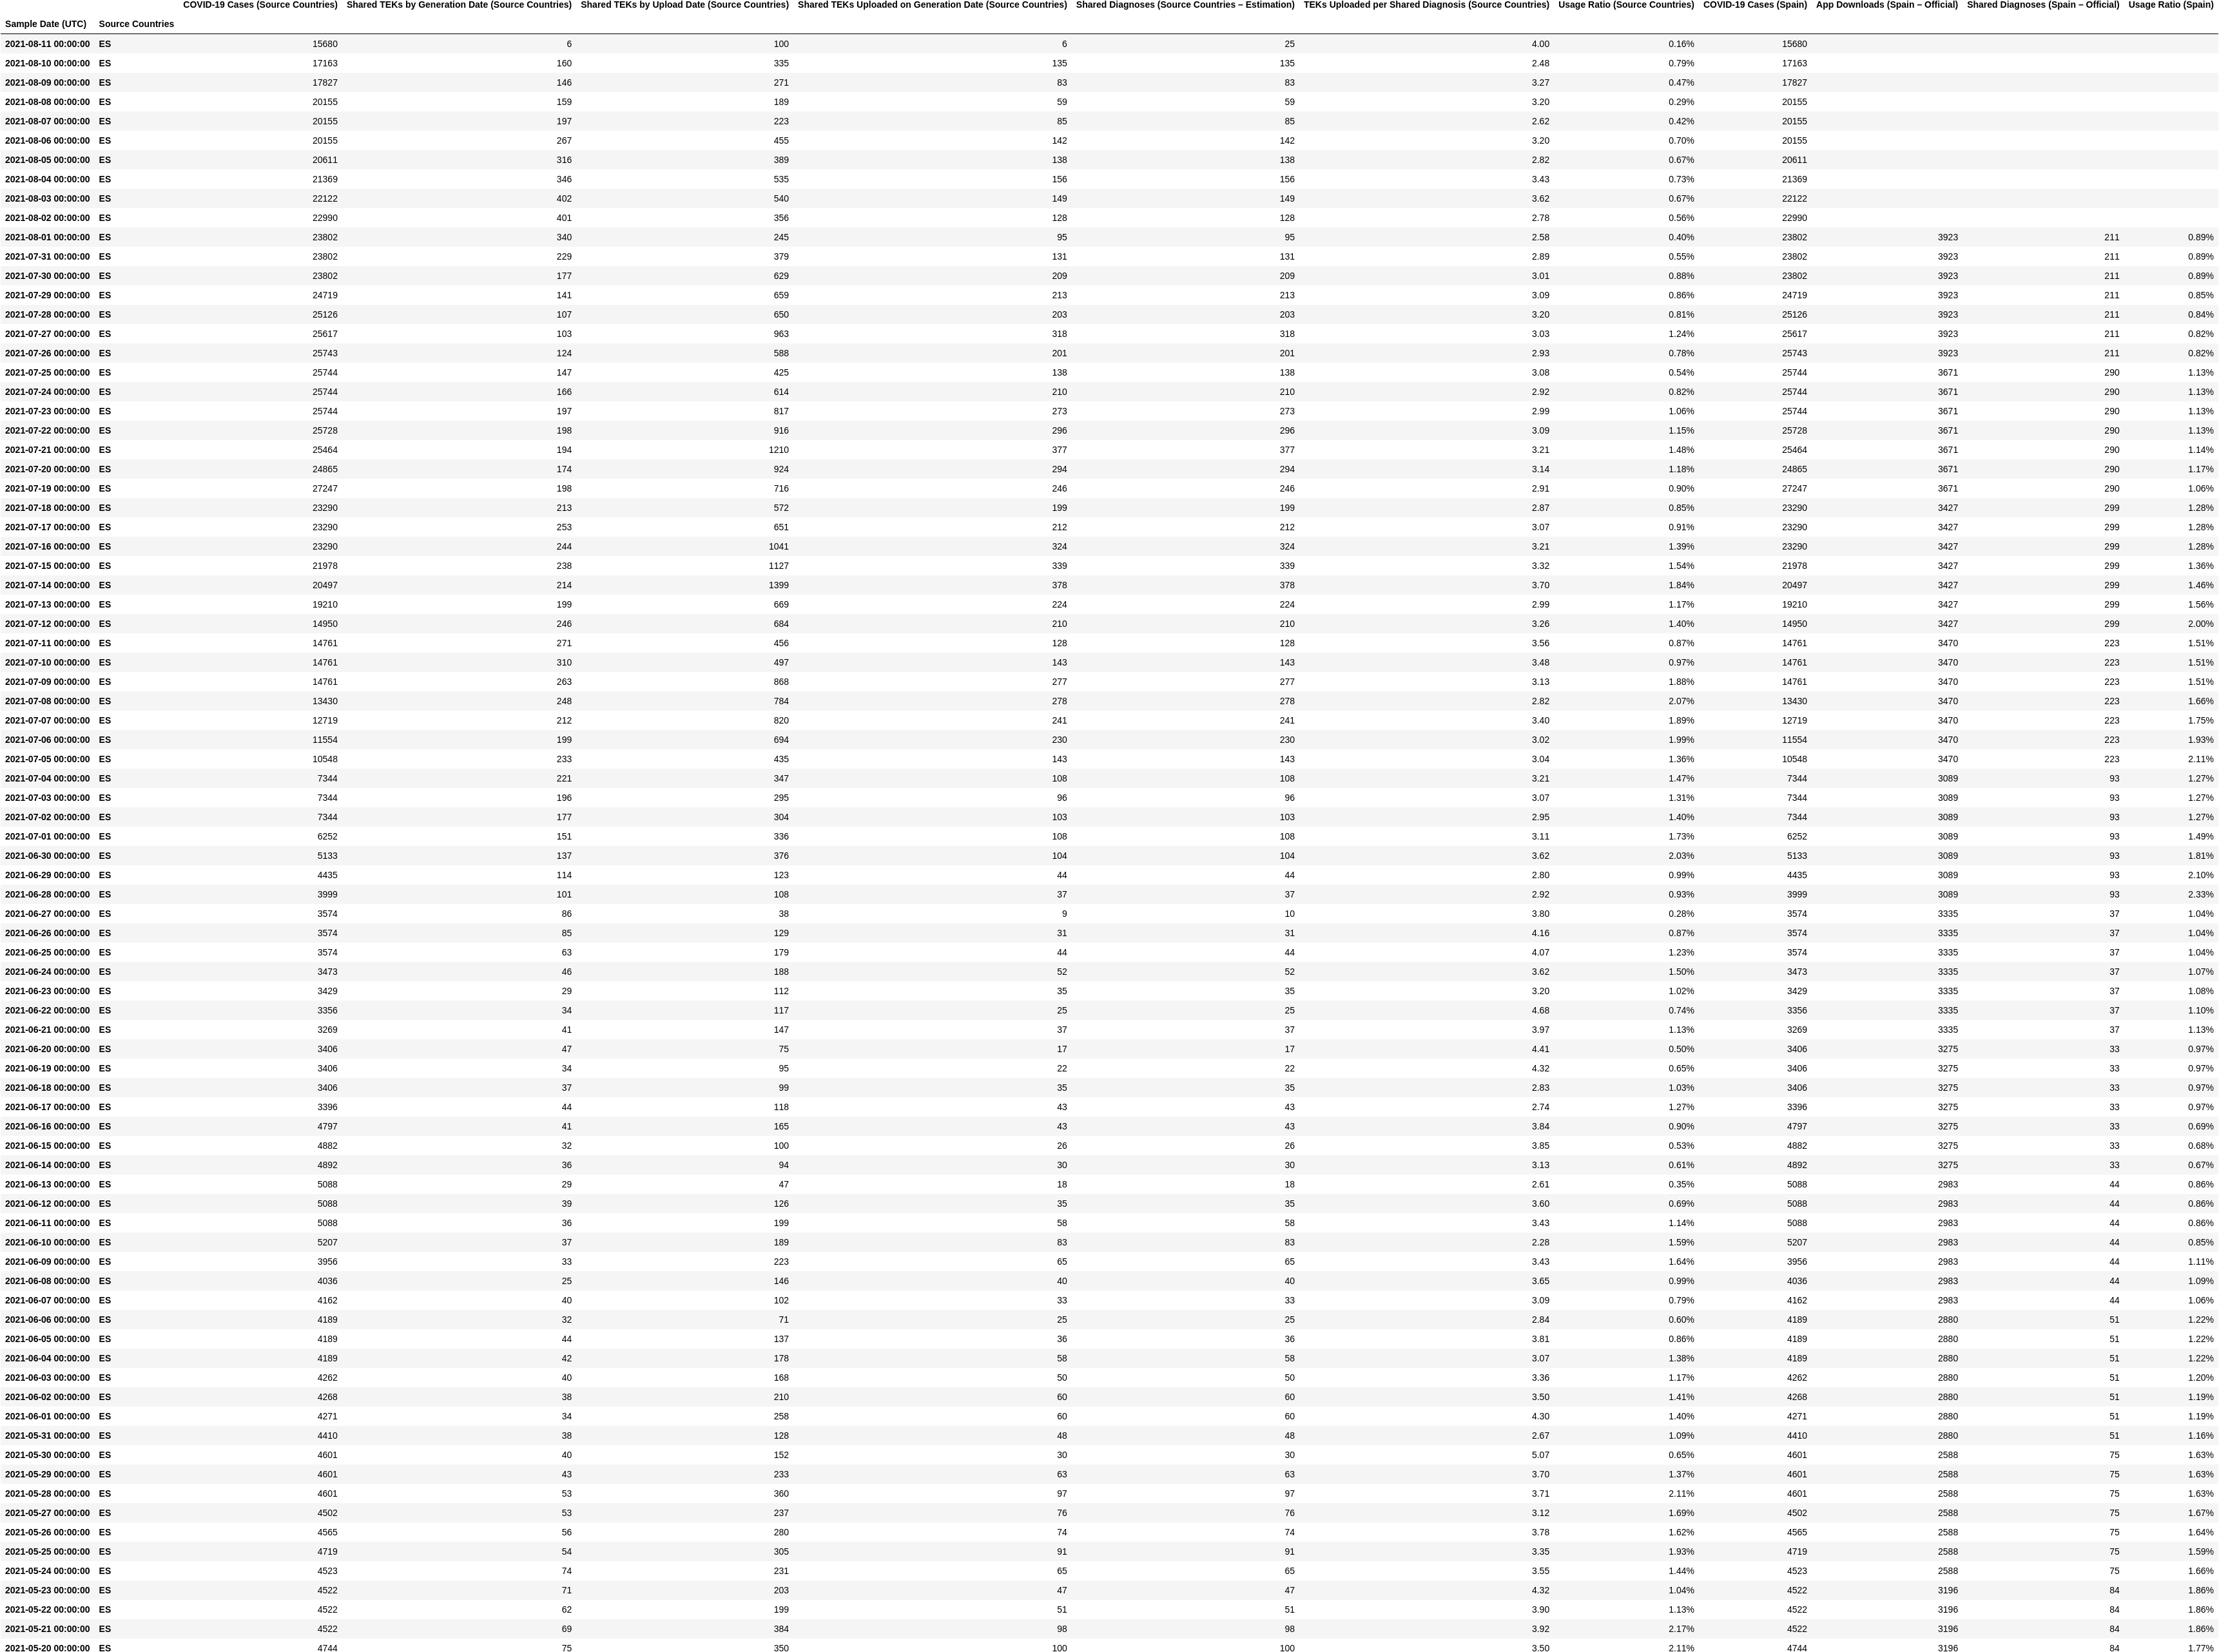 COVID-19 Cases (Source Countries) Shared TEKs by Generation Date (Source Countries) Shared TEKs by Upload Date (Source Countries) Shared TEKs Uploaded on Generation Date (Source Countries) Shared Diagnoses (Source Countries – Estimation) TEKs Uploaded per Shared Diagnosis (Source Countries) Usage Ratio (Source Countries) COVID-19 Cases (Spain) App Downloads (Spain – Official) Shared Diagnoses (Spain – Official) Usage Ratio (Spain)
Sample Date (UTC) Source Countries
2021-08-11 00:00:00 ES 15680 6 100 6 25 4.00 0.16% 15680
2021-08-10 00:00:00 ES 17163 160 335 135 135 2.48 0.79% 17163
2021-08-09 00:00:00 ES 17827 146 271 83 83 3.27 0.47% 17827
2021-08-08 00:00:00 ES 20155 159 189 59 59 3.20 0.29% 20155
2021-08-07 00:00:00 ES 20155 197 223 85 85 2.62 0.42% 20155
2021-08-06 00:00:00 ES 20155 267 455 142 142 3.20 0.70% 20155
2021-08-05 00:00:00 ES 20611 316 389 138 138 2.82 0.67% 20611
2021-08-04 00:00:00 ES 21369 346 535 156 156 3.43 0.73% 21369
2021-08-03 00:00:00 ES 22122 402 540 149 149 3.62 0.67% 22122
2021-08-02 00:00:00 ES 22990 401 356 128 128 2.78 0.56% 22990
2021-08-01 00:00:00 ES 23802 340 245 95 95 2.58 0.40% 23802 3923 211 0.89%
2021-07-31 00:00:00 ES 23802 229 379 131 131 2.89 0.55% 23802 3923 211 0.89%
2021-07-30 00:00:00 ES 23802 177 629 209 209 3.01 0.88% 23802 3923 211 0.89%
2021-07-29 00:00:00 ES 24719 141 659 213 213 3.09 0.86% 24719 3923 211 0.85%
2021-07-28 00:00:00 ES 25126 107 650 203 203 3.20 0.81% 25126 3923 211 0.84%
2021-07-27 00:00:00 ES 25617 103 963 318 318 3.03 1.24% 25617 3923 211 0.82%
2021-07-26 00:00:00 ES 25743 124 588 201 201 2.93 0.78% 25743 3923 211 0.82%
2021-07-25 00:00:00 ES 25744 147 425 138 138 3.08 0.54% 25744 3671 290 1.13%
2021-07-24 00:00:00 ES 25744 166 614 210 210 2.92 0.82% 25744 3671 290 1.13%
2021-07-23 00:00:00 ES 25744 197 817 273 273 2.99 1.06% 25744 3671 290 1.13%
2021-07-22 00:00:00 ES 25728 198 916 296 296 3.09 1.15% 25728 3671 290 1.13%
2021-07-21 00:00:00 ES 25464 194 1210 377 377 3.21 1.48% 25464 3671 290 1.14%
2021-07-20 00:00:00 ES 24865 174 924 294 294 3.14 1.18% 24865 3671 290 1.17%
2021-07-19 00:00:00 ES 27247 198 716 246 246 2.91 0.90% 27247 3671 290 1.06%
2021-07-18 00:00:00 ES 23290 213 572 199 199 2.87 0.85% 23290 3427 299 1.28%
2021-07-17 00:00:00 ES 23290 253 651 212 212 3.07 0.91% 23290 3427 299 1.28%
2021-07-16 00:00:00 ES 23290 244 1041 324 324 3.21 1.39% 23290 3427 299 1.28%
2021-07-15 00:00:00 ES 21978 238 1127 339 339 3.32 1.54% 21978 3427 299 1.36%
2021-07-14 00:00:00 ES 20497 214 1399 378 378 3.70 1.84% 20497 3427 299 1.46%
2021-07-13 00:00:00 ES 19210 199 669 224 224 2.99 1.17% 19210 3427 299 1.56%
2021-07-12 00:00:00 ES 14950 246 684 210 210 3.26 1.40% 14950 3427 299 2.00%
2021-07-11 00:00:00 ES 14761 271 456 128 128 3.56 0.87% 14761 3470 223 1.51%
2021-07-10 00:00:00 ES 14761 310 497 143 143 3.48 0.97% 14761 3470 223 1.51%
2021-07-09 00:00:00 ES 14761 263 868 277 277 3.13 1.88% 14761 3470 223 1.51%
2021-07-08 00:00:00 ES 13430 248 784 278 278 2.82 2.07% 13430 3470 223 1.66%
2021-07-07 00:00:00 ES 12719 212 820 241 241 3.40 1.89% 12719 3470 223 1.75%
2021-07-06 00:00:00 ES 11554 199 694 230 230 3.02 1.99% 11554 3470 223 1.93%
2021-07-05 00:00:00 ES 10548 233 435 143 143 3.04 1.36% 10548 3470 223 2.11%
2021-07-04 00:00:00 ES 7344 221 347 108 108 3.21 1.47% 7344 3089 93 1.27%
2021-07-03 00:00:00 ES 7344 196 295 96 96 3.07 1.31% 7344 3089 93 1.27%
2021-07-02 00:00:00 ES 7344 177 304 103 103 2.95 1.40% 7344 3089 93 1.27%
2021-07-01 00:00:00 ES 6252 151 336 108 108 3.11 1.73% 6252 3089 93 1.49%
2021-06-30 00:00:00 ES 5133 137 376 104 104 3.62 2.03% 5133 3089 93 1.81%
2021-06-29 00:00:00 ES 4435 114 123 44 44 2.80 0.99% 4435 3089 93 2.10%
2021-06-28 00:00:00 ES 3999 101 108 37 37 2.92 0.93% 3999 3089 93 2.33%
2021-06-27 00:00:00 ES 3574 86 38 9 10 3.80 0.28% 3574 3335 37 1.04%
2021-06-26 00:00:00 ES 3574 85 129 31 31 4.16 0.87% 3574 3335 37 1.04%
2021-06-25 00:00:00 ES 3574 63 179 44 44 4.07 1.23% 3574 3335 37 1.04%
2021-06-24 00:00:00 ES 3473 46 188 52 52 3.62 1.50% 3473 3335 37 1.07%
2021-06-23 00:00:00 ES 3429 29 112 35 35 3.20 1.02% 3429 3335 37 1.08%
2021-06-22 00:00:00 ES 3356 34 117 25 25 4.68 0.74% 3356 3335 37 1.10%
2021-06-21 00:00:00 ES 3269 41 147 37 37 3.97 1.13% 3269 3335 37 1.13%
2021-06-20 00:00:00 ES 3406 47 75 17 17 4.41 0.50% 3406 3275 33 0.97%
2021-06-19 00:00:00 ES 3406 34 95 22 22 4.32 0.65% 3406 3275 33 0.97%
2021-06-18 00:00:00 ES 3406 37 99 35 35 2.83 1.03% 3406 3275 33 0.97%
2021-06-17 00:00:00 ES 3396 44 118 43 43 2.74 1.27% 3396 3275 33 0.97%
2021-06-16 00:00:00 ES 4797 41 165 43 43 3.84 0.90% 4797 3275 33 0.69%
2021-06-15 00:00:00 ES 4882 32 100 26 26 3.85 0.53% 4882 3275 33 0.68%
2021-06-14 00:00:00 ES 4892 36 94 30 30 3.13 0.61% 4892 3275 33 0.67%
2021-06-13 00:00:00 ES 5088 29 47 18 18 2.61 0.35% 5088 2983 44 0.86%
2021-06-12 00:00:00 ES 5088 39 126 35 35 3.60 0.69% 5088 2983 44 0.86%
2021-06-11 00:00:00 ES 5088 36 199 58 58 3.43 1.14% 5088 2983 44 0.86%
2021-06-10 00:00:00 ES 5207 37 189 83 83 2.28 1.59% 5207 2983 44 0.85%
2021-06-09 00:00:00 ES 3956 33 223 65 65 3.43 1.64% 3956 2983 44 1.11%
2021-06-08 00:00:00 ES 4036 25 146 40 40 3.65 0.99% 4036 2983 44 1.09%
2021-06-07 00:00:00 ES 4162 40 102 33 33 3.09 0.79% 4162 2983 44 1.06%
2021-06-06 00:00:00 ES 4189 32 71 25 25 2.84 0.60% 4189 2880 51 1.22%
2021-06-05 00:00:00 ES 4189 44 137 36 36 3.81 0.86% 4189 2880 51 1.22%
2021-06-04 00:00:00 ES 4189 42 178 58 58 3.07 1.38% 4189 2880 51 1.22%
2021-06-03 00:00:00 ES 4262 40 168 50 50 3.36 1.17% 4262 2880 51 1.20%
2021-06-02 00:00:00 ES 4268 38 210 60 60 3.50 1.41% 4268 2880 51 1.19%
2021-06-01 00:00:00 ES 4271 34 258 60 60 4.30 1.40% 4271 2880 51 1.19%
2021-05-31 00:00:00 ES 4410 38 128 48 48 2.67 1.09% 4410 2880 51 1.16%
2021-05-30 00:00:00 ES 4601 40 152 30 30 5.07 0.65% 4601 2588 75 1.63%
2021-05-29 00:00:00 ES 4601 43 233 63 63 3.70 1.37% 4601 2588 75 1.63%
2021-05-28 00:00:00 ES 4601 53 360 97 97 3.71 2.11% 4601 2588 75 1.63%
2021-05-27 00:00:00 ES 4502 53 237 76 76 3.12 1.69% 4502 2588 75 1.67%
2021-05-26 00:00:00 ES 4565 56 280 74 74 3.78 1.62% 4565 2588 75 1.64%
2021-05-25 00:00:00 ES 4719 54 305 91 91 3.35 1.93% 4719 2588 75 1.59%
2021-05-24 00:00:00 ES 4523 74 231 65 65 3.55 1.44% 4523 2588 75 1.66%
2021-05-23 00:00:00 ES 4522 71 203 47 47 4.32 1.04% 4522 3196 84 1.86%
2021-05-22 00:00:00 ES 4522 62 199 51 51 3.90 1.13% 4522 3196 84 1.86%
2021-05-21 00:00:00 ES 4522 69 384 98 98 3.92 2.17% 4522 3196 84 1.86%
2021-05-20 00:00:00 ES 4744 75 350 100 100 3.50 2.11% 4744 3196 84 1.77%